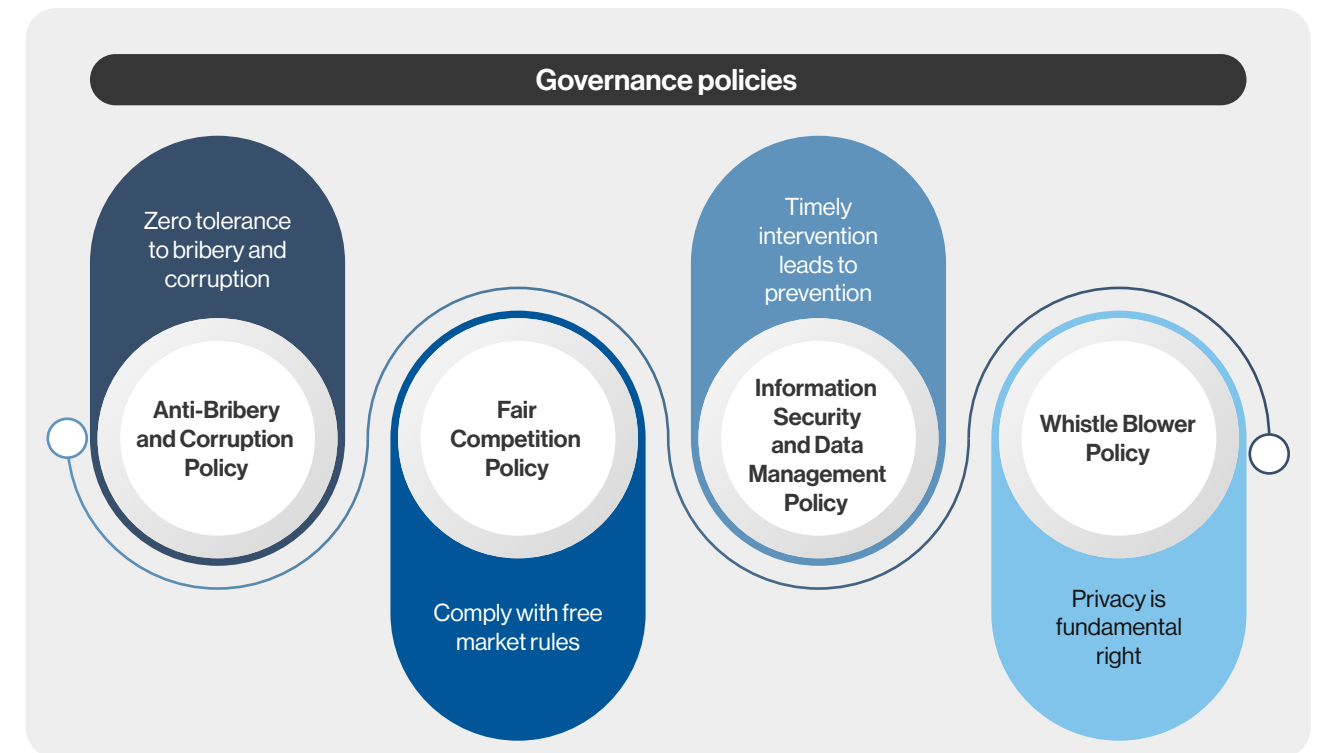 Governance policies
Zero tolerance
to bribery and
corruption
Anti-Bribery
and Corruption
Policy
Fair
Competition
Policy
Comply with free
market rules
Timely
intervention
leads to
prevention
Information
Security
and Data
Management
Policy
Whistle Blower
Policy
Privacy is
fundamental
right